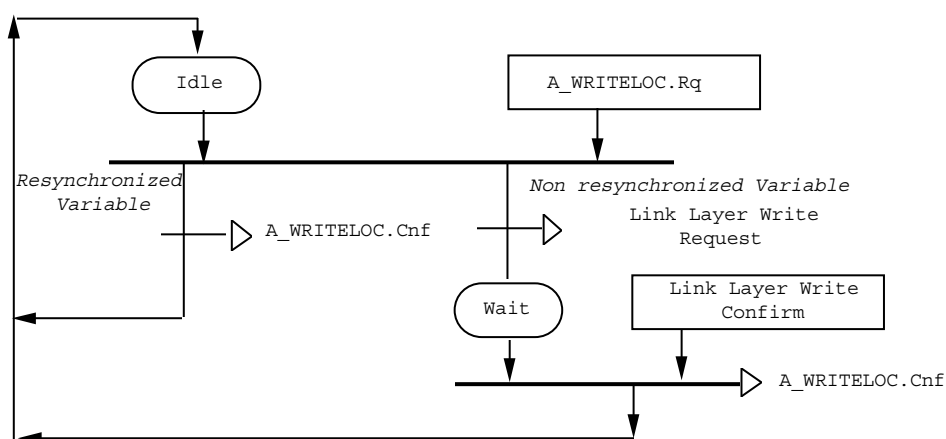 Idle
A_WRITELOC.Rq
Resynchronized
Variable
A_WRITELOC.Cnf
Non resynchronized Variable
Link Layer Write
Request
Wait
Link Layer Write
Confirm
A_WRITELOC.Cnf